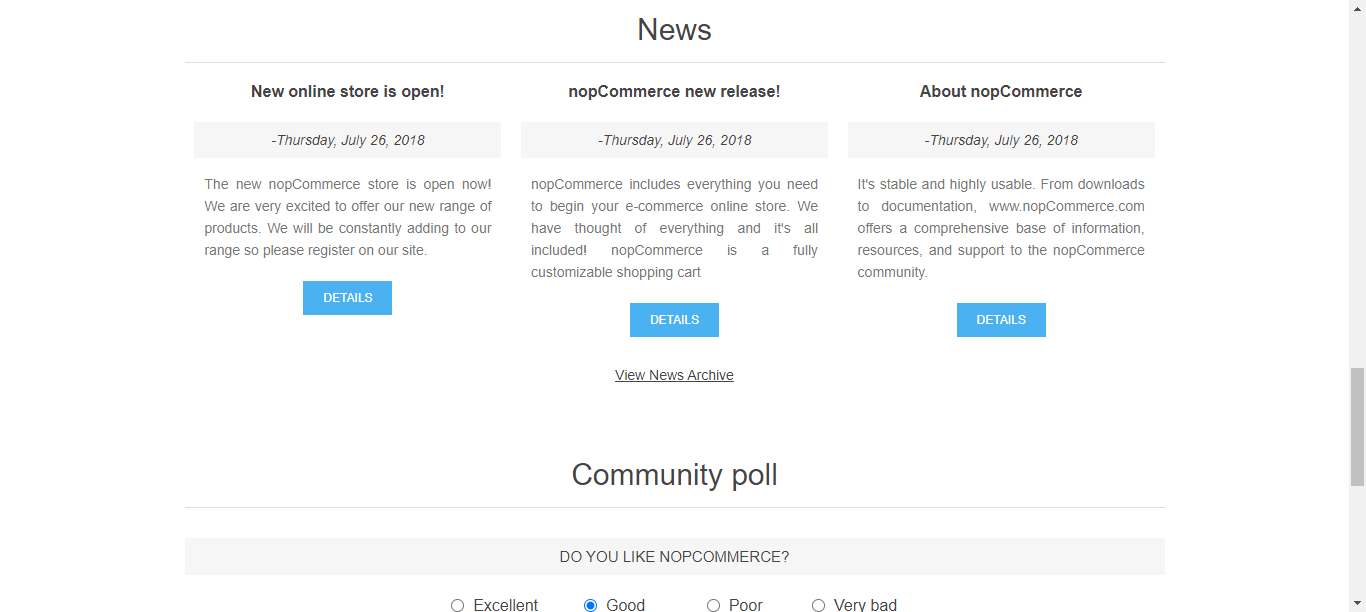 News
New online store is open!
-Thursday, July 26, 2018
The new nopCommerce store is open now!
We are very excited to offer our new range of
products. We will be constantly adding to our
range so please register on our site.
DETAILS
nopCommerce new release!
-Thursday, July 26, 2018
nopCommerce includes everything you need
to begin your e-commerce online store. We
have thought of everything and it's all
included! nopCommerce is a fully
customizable shopping cart
DETAILS
About nopCommerce
-Thursday, July 26, 2018
It's stable and highly usable. From downloads
to documentation, www.nopCommerce.com
offers a comprehensive base of information,
resources, and support to the nopCommerce
community.
DETAILS
View News Archive
Community poll
DO YOU LIKE NOPCOMMERCE?
Excellent Good Poor Very bad